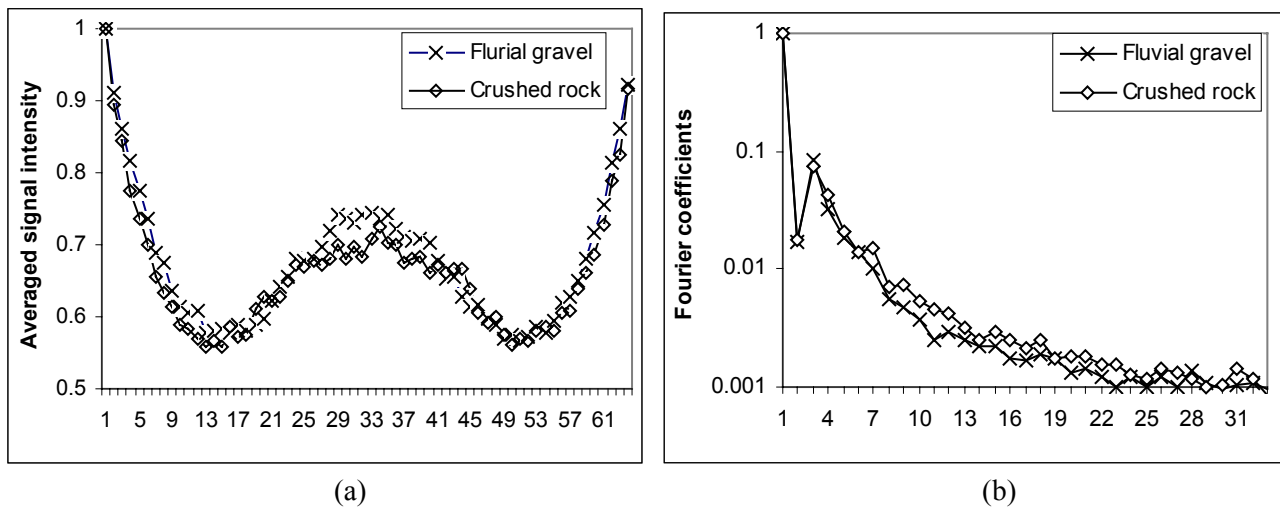 1
0.9
0.8
0.7
0.6
0.5
Averaged signal intensity
Flurial gravel
Crushed rock
1 5 9 13 17 21 25 29 33 37 41 45 49 53 57 61
(a)
1
0.1
0.01
0.001
Fourier coefficients
Fluvial gravel
Crushed rock
1 4 7 10 13 16 19 22 25 28 31
(b)